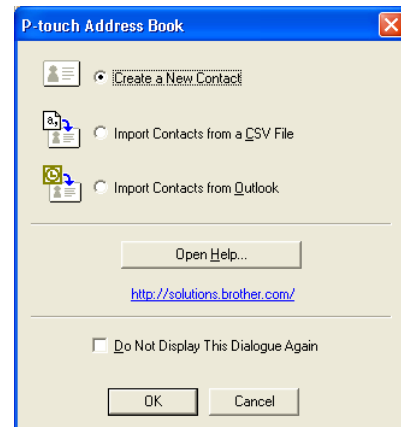 P-touch Address Book
Create a New Contact
a,
Import Contacts from a CSV File
Import Contacts from Outlook
Open Help...
http://solutions.brother.com/
Do Not Display This Dialogue Again
OK Cancel